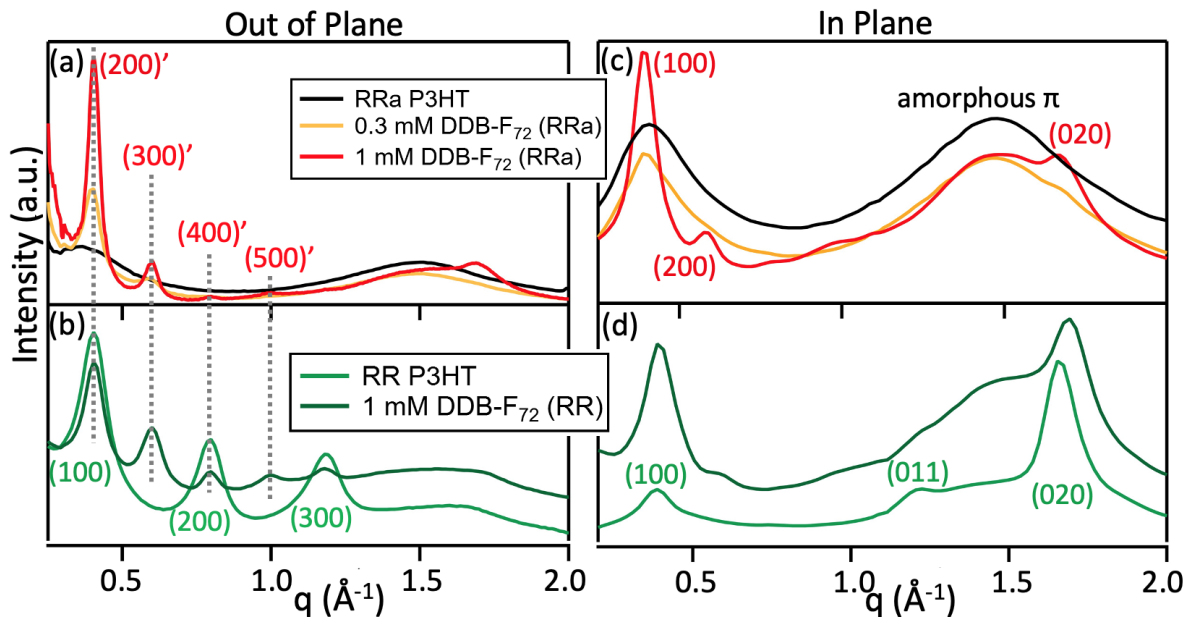 Out of Plane
In Plane
Intensity (a.u.)
(a)
(200)’
(300)’
(400)’
(500)’
RRa P3HT
0.3 mM DDB-F₇₂ (RRa)
1 mM DDB-F₇₂ (RRa)
(c)
(100)
(200)
amorphous π
(020)
(b)
(100)
(200)
(300)
RR P3HT
1 mM DDB-F₇₂ (RR)
(d)
(100)
(011)
(020)
0.5
1.0
1.5
2.0
q (Å⁻¹)
0.5
1.0
1.5
2.0
q (Å⁻¹)